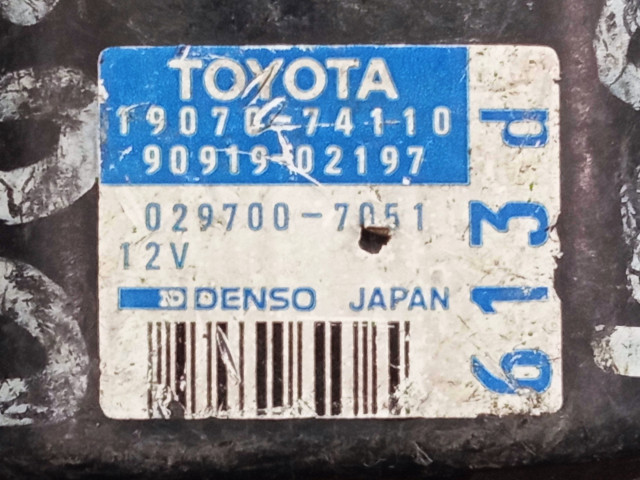 TOYOTA
19070-74110
90919-02197
029700-7051
12V
DENSO JAPAN
613d